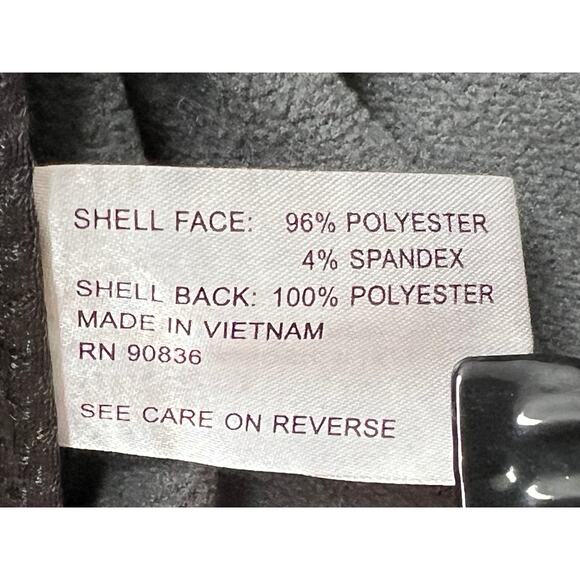 SHELL FACE: 96% POLYESTER
4% SPANDEX
SHELL BACK: 100% POLYESTER
MADE IN VIETNAM
RN 90836
SEE CARE ON REVERSE